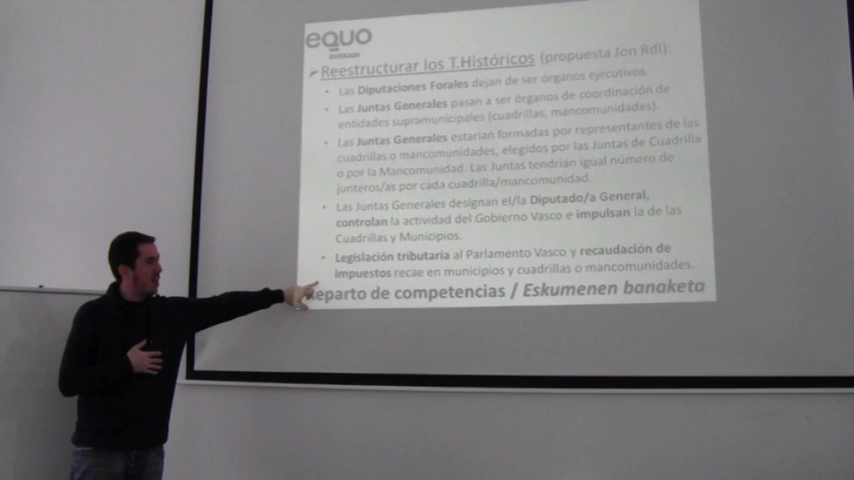 equo
EUSKADI
➢Reestructurar los T.Históricos (propuesta Jon RdI):
• Las Diputaciones Forales dejan de ser órganos ejecutivos.
• Las Juntas Generales pasan a ser órganos de coordinación de
entidades supramunicipales (cuadrillas, mancomunidades).
• Las Juntas Generales estarían formadas por representantes de las
cuadrillas o mancomunidades, elegidos por las Juntas de Cuadrilla
o por la Mancomunidad. Las Juntas tendrían igual número de
junteros/as por cada cuadrilla/mancomunidad.
• Las Juntas Generales designan el/la Diputado/a General,
controlan la actividad del Gobierno Vasco e impulsan la de las
Cuadrillas y Municipios.
• Legislación tributaria al Parlamento Vasco y recaudación de
impuestos recae en municipios y cuadrillas o mancomunidades.
Reparto de competencias / Eskumenen banaketa